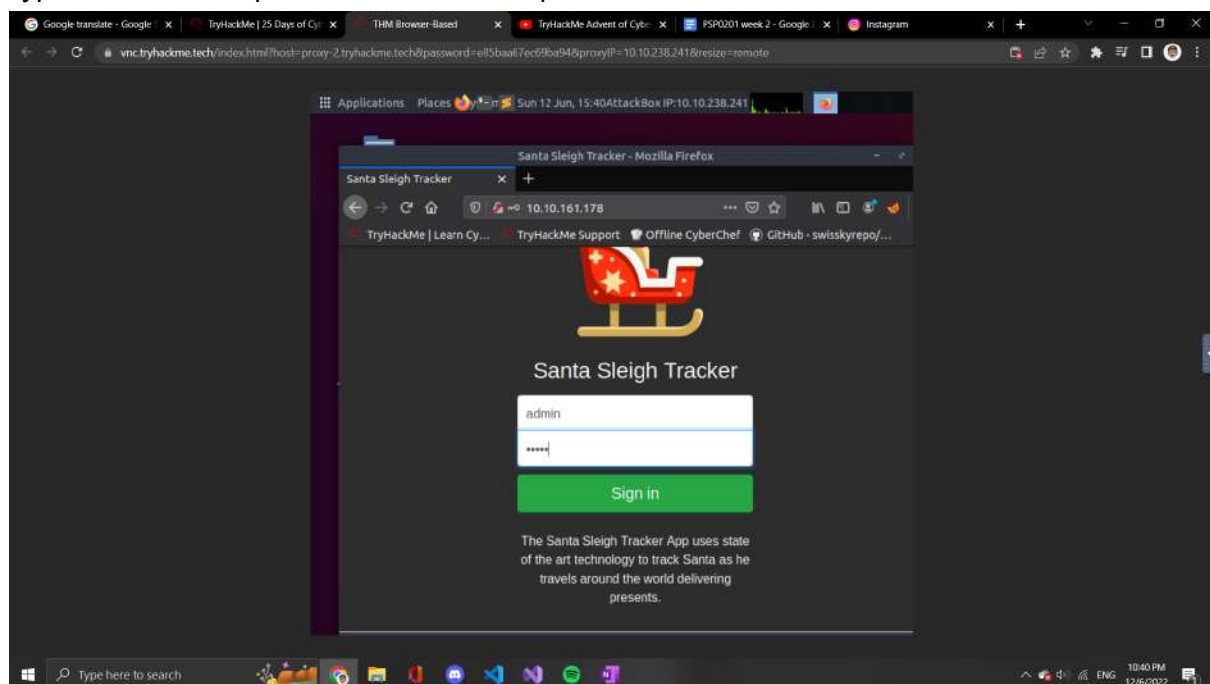 Google translate - Google
TryHackMe | 25 Days of Cy
THM Browser-Based
TryHackMe Advent of Cybe
PSP0201 week 2 - Google
Instagram
vnc.tryhackme.tech/index.html?host=proxy-2.tryhackme.tech&password=
&proxyIP=10.10.238.241&resize=remote
Applications Places
Sun 12 Jun, 15:40 AttackBox IP:10.10.238.241
Santa Sleigh Tracker - Mozilla Firefox
Santa Sleigh Tracker
10.10.161.178
TryHackMe | Learn Cy... TryHackMe Support Offline CyberChef GitHub - swisskyrepo/...
Santa Sleigh Tracker
admin
•••••
Sign in
The Santa Sleigh Tracker App uses state
of the art technology to track Santa as he
travels around the world delivering
presents.
Type here to search
ENG
10:40 PM
12/6/2022